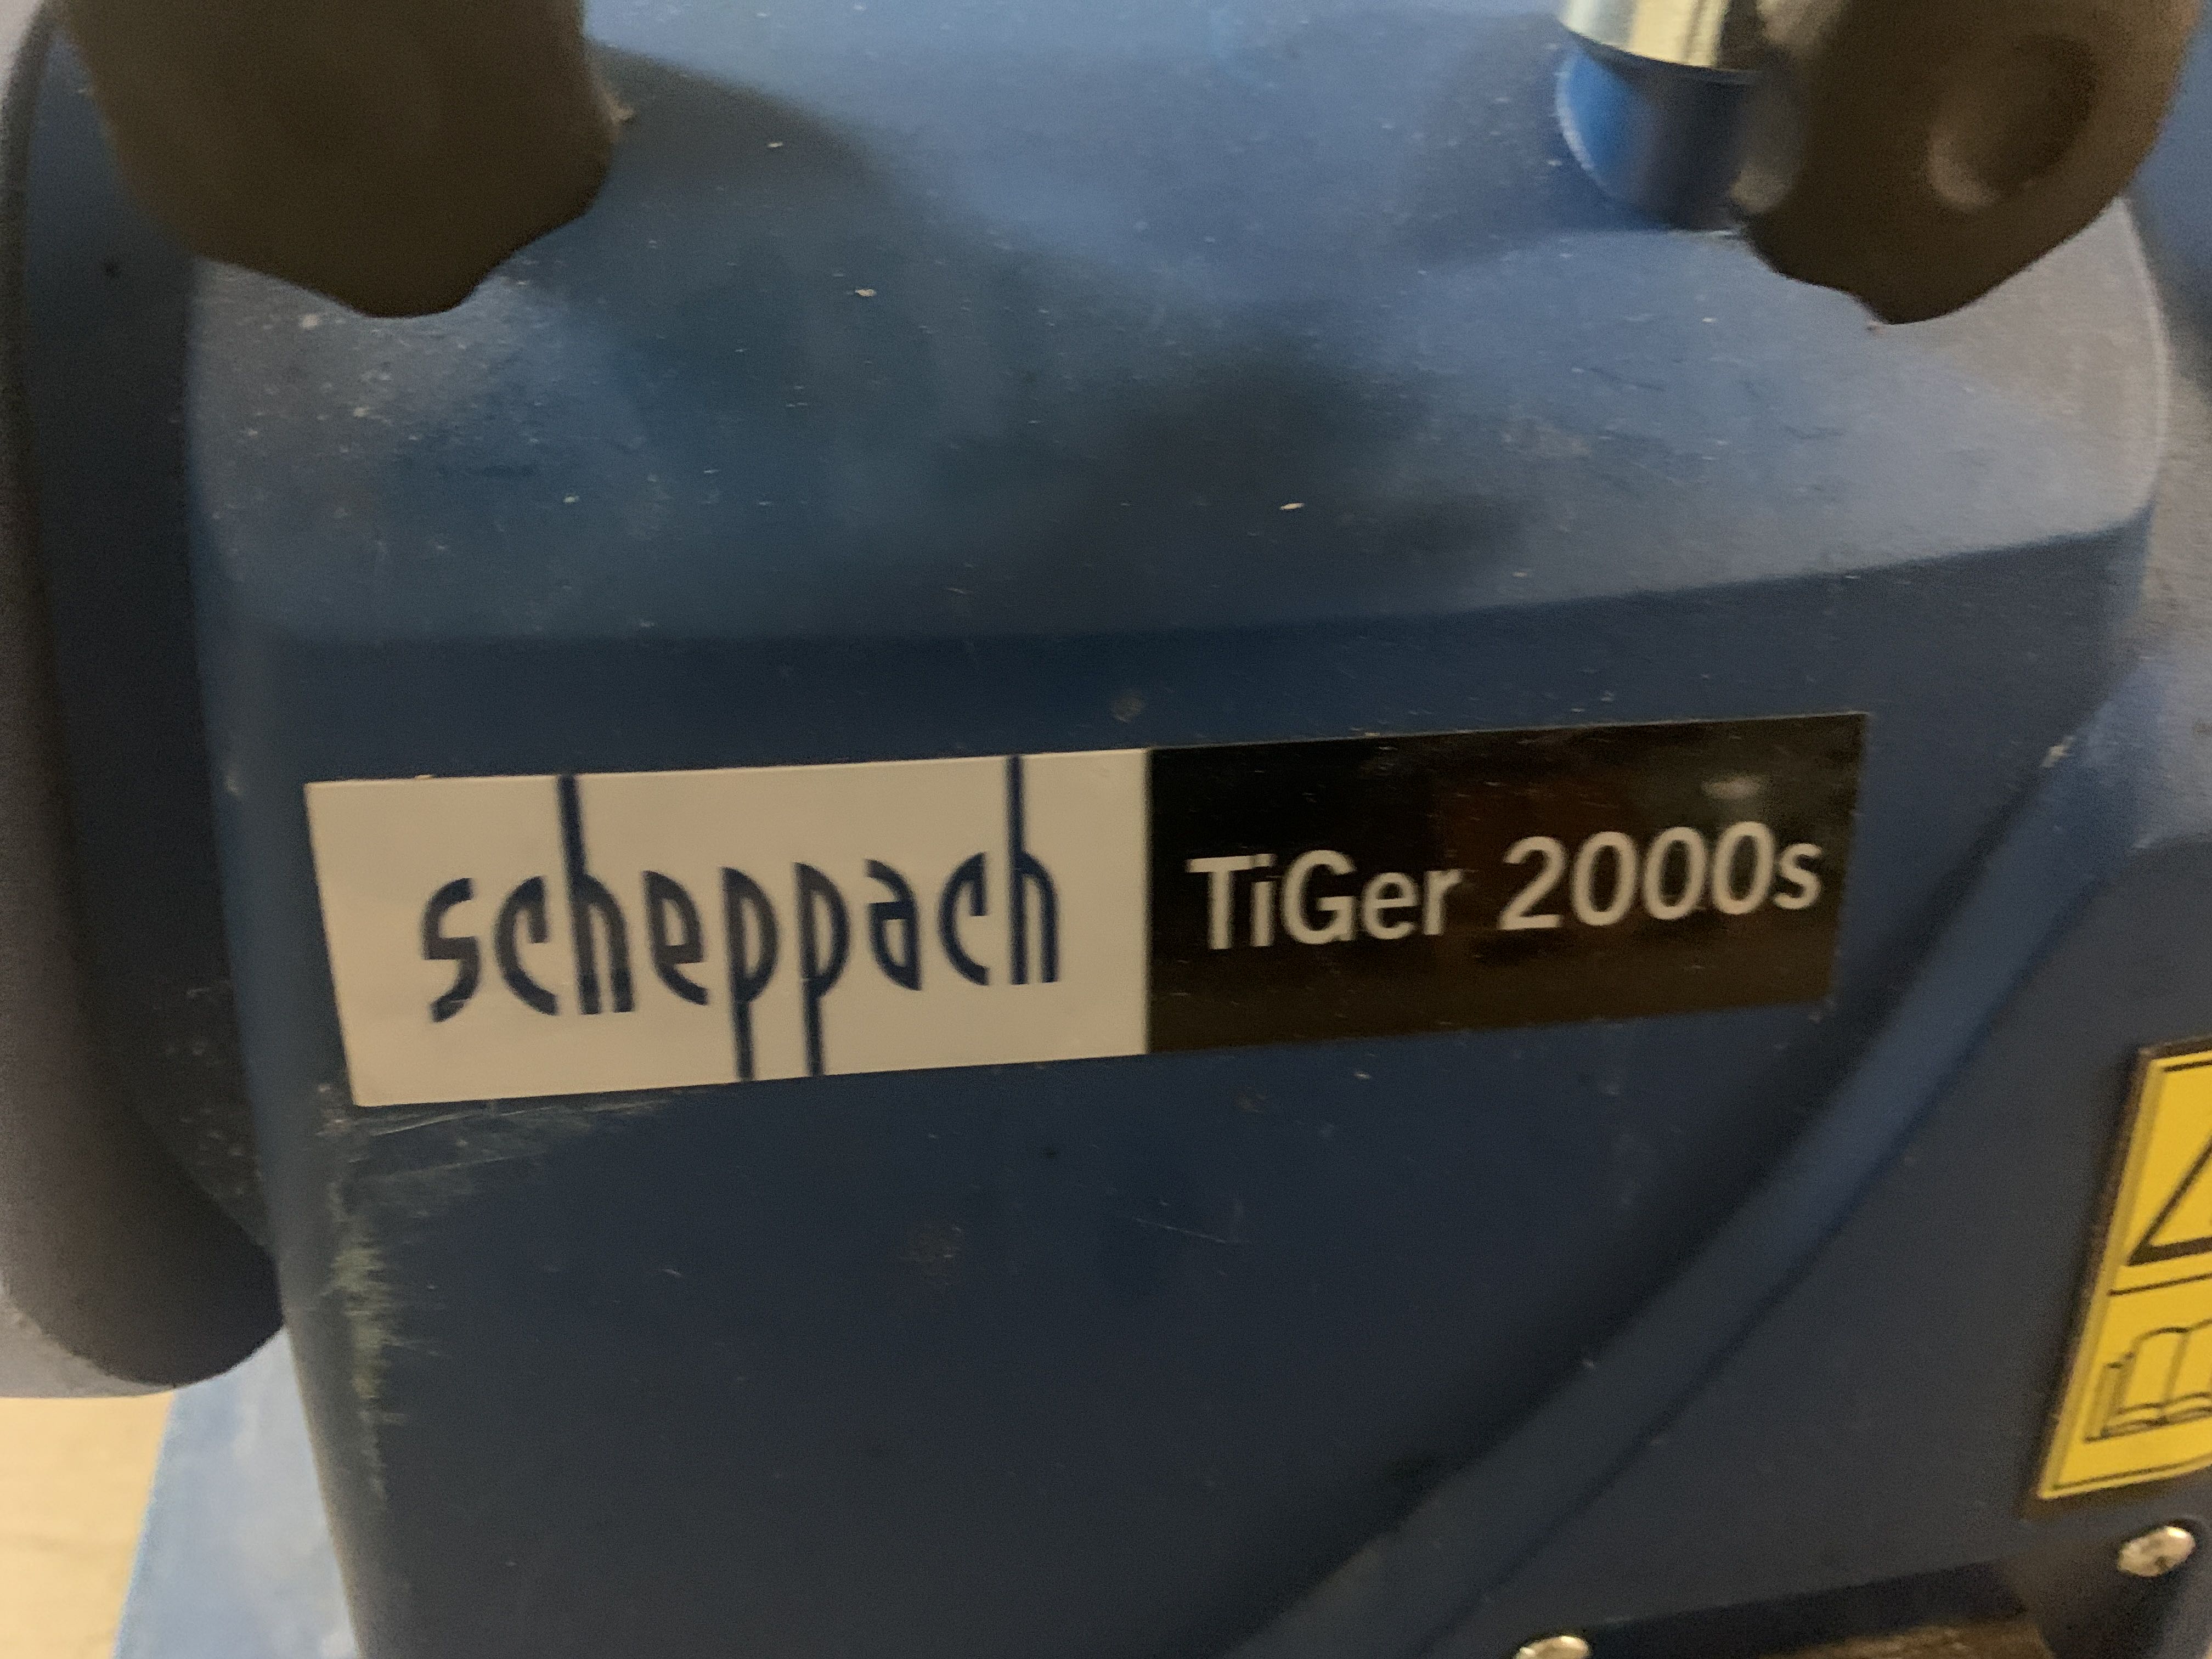 scheppach TiGer 2000s